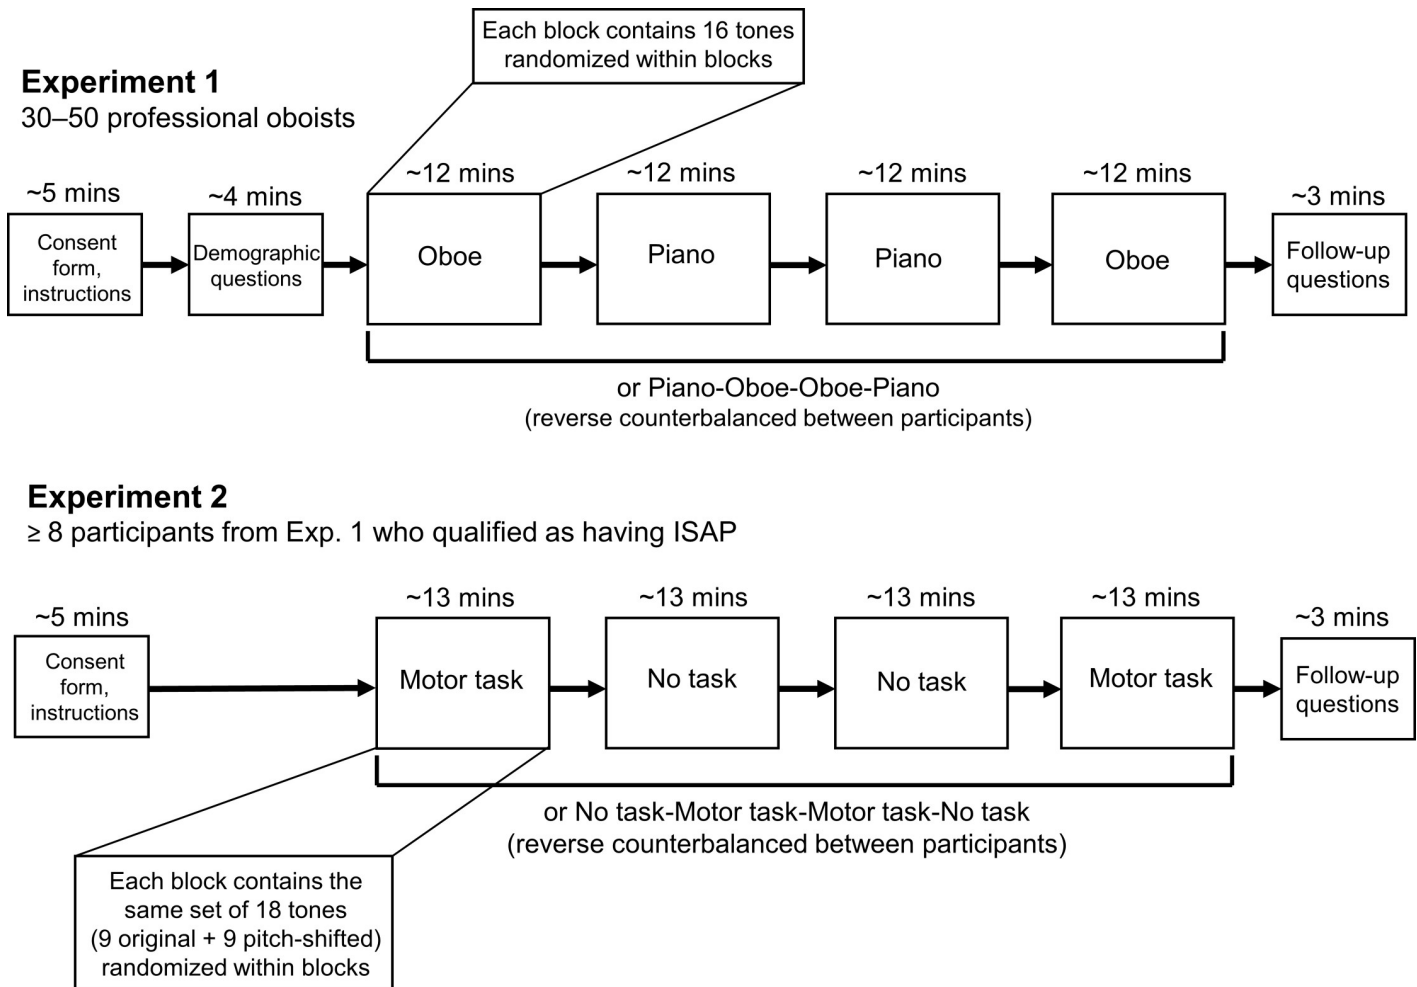 Each block contains 16 tones
randomized within blocks
Experiment 1
30–50 professional oboists
~5 mins
Consent
form,
instructions
~4 mins
Demographic
questions
~12 mins
Oboe
~12 mins
Piano
~12 mins
Piano
~12 mins
Oboe
~3 mins
Follow-up
questions
or Piano-Oboe-Oboe-Piano
(reverse counterbalanced between participants)
Experiment 2
≥ 8 participants from Exp. 1 who qualified as having ISAP
~5 mins
Consent
form,
instructions
~13 mins
Motor task
~13 mins
No task
~13 mins
No task
~13 mins
Motor task
~3 mins
Follow-up
questions
or No task-Motor task-Motor task-No task
(reverse counterbalanced between participants)
Each block contains the
same set of 18 tones
(9 original + 9 pitch-shifted)
randomized within blocks